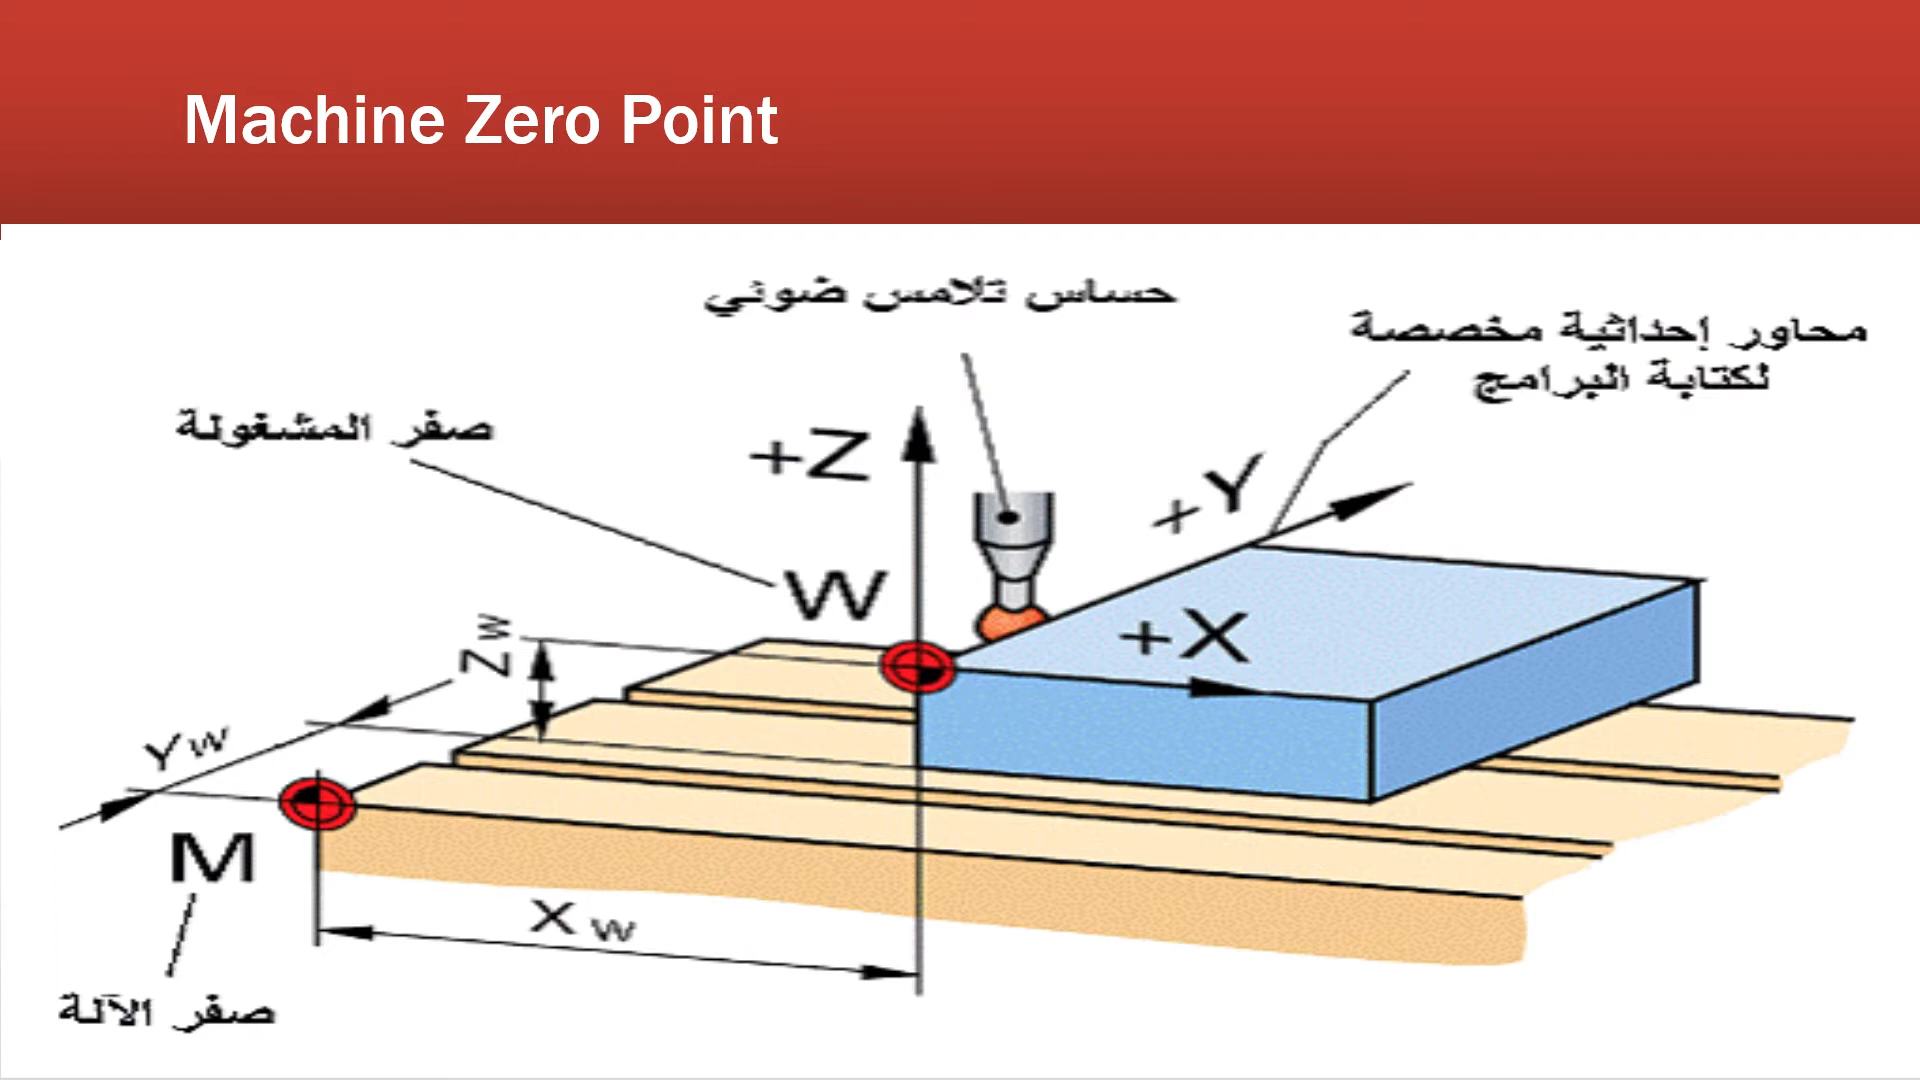 Machine Zero Point
حساس تلامس ضوئي
محاور إحداثية مخصصة
لكتابة البرامج
صفر المشغولة
+Z
+Y
W
+X
Zw
Yw
M
Xw
صفر الآلة